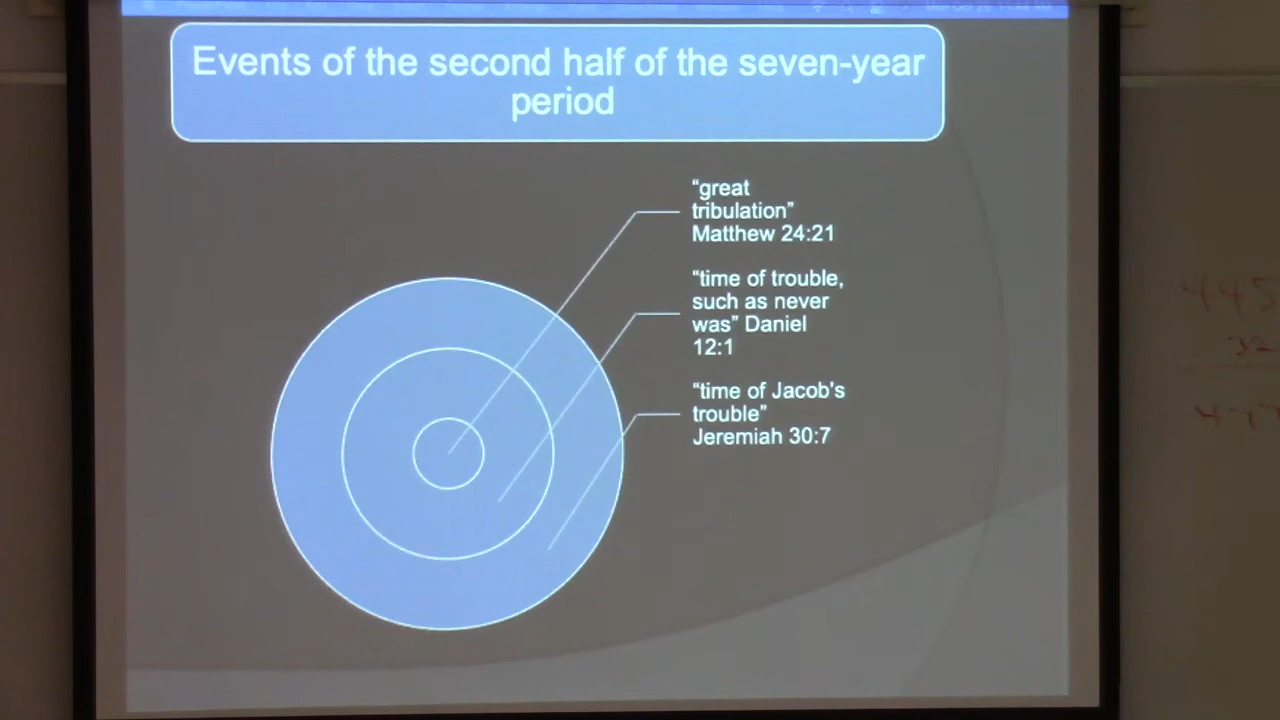 Events of the second half of the seven-year
period
“great
tribulation”
Matthew 24:21
“time of trouble,
such as never
was” Daniel
12:1
“time of Jacob's
trouble”
Jeremiah 30:7